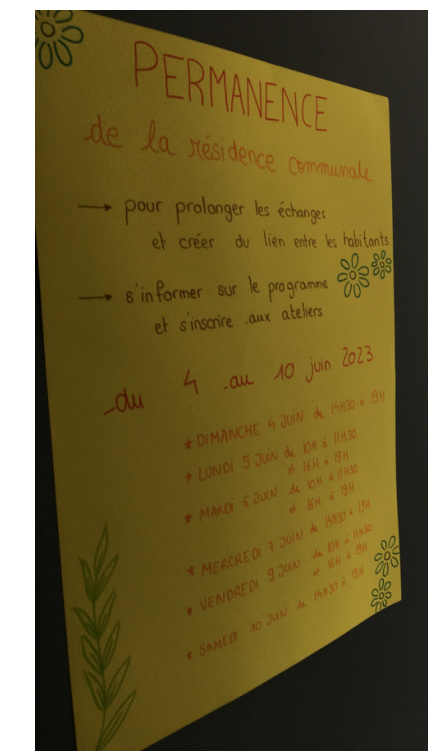 PERMANENCE
de la résidence communale
→ pour prolonger les échanges
et créer du lien entre les habitants
→ s'informer sur le programme
et s'inscrire aux ateliers
du 4 au 10 juin 2023
* DIMANCHE 4 JUIN de 14H30 à 19H
* LUNDI 5 JUIN de 10H à 11H30
et 16H à 19H
* MARDI 6 JUIN de 10H à 11H30
et 16H à 19H
* MERCREDI 7 JUIN de 14H30 à 19H
* VENDREDI 9 JUIN de 10H à 11H30
et 16H à 19H
* SAMEDI 10 JUIN de 14H30 à 19H